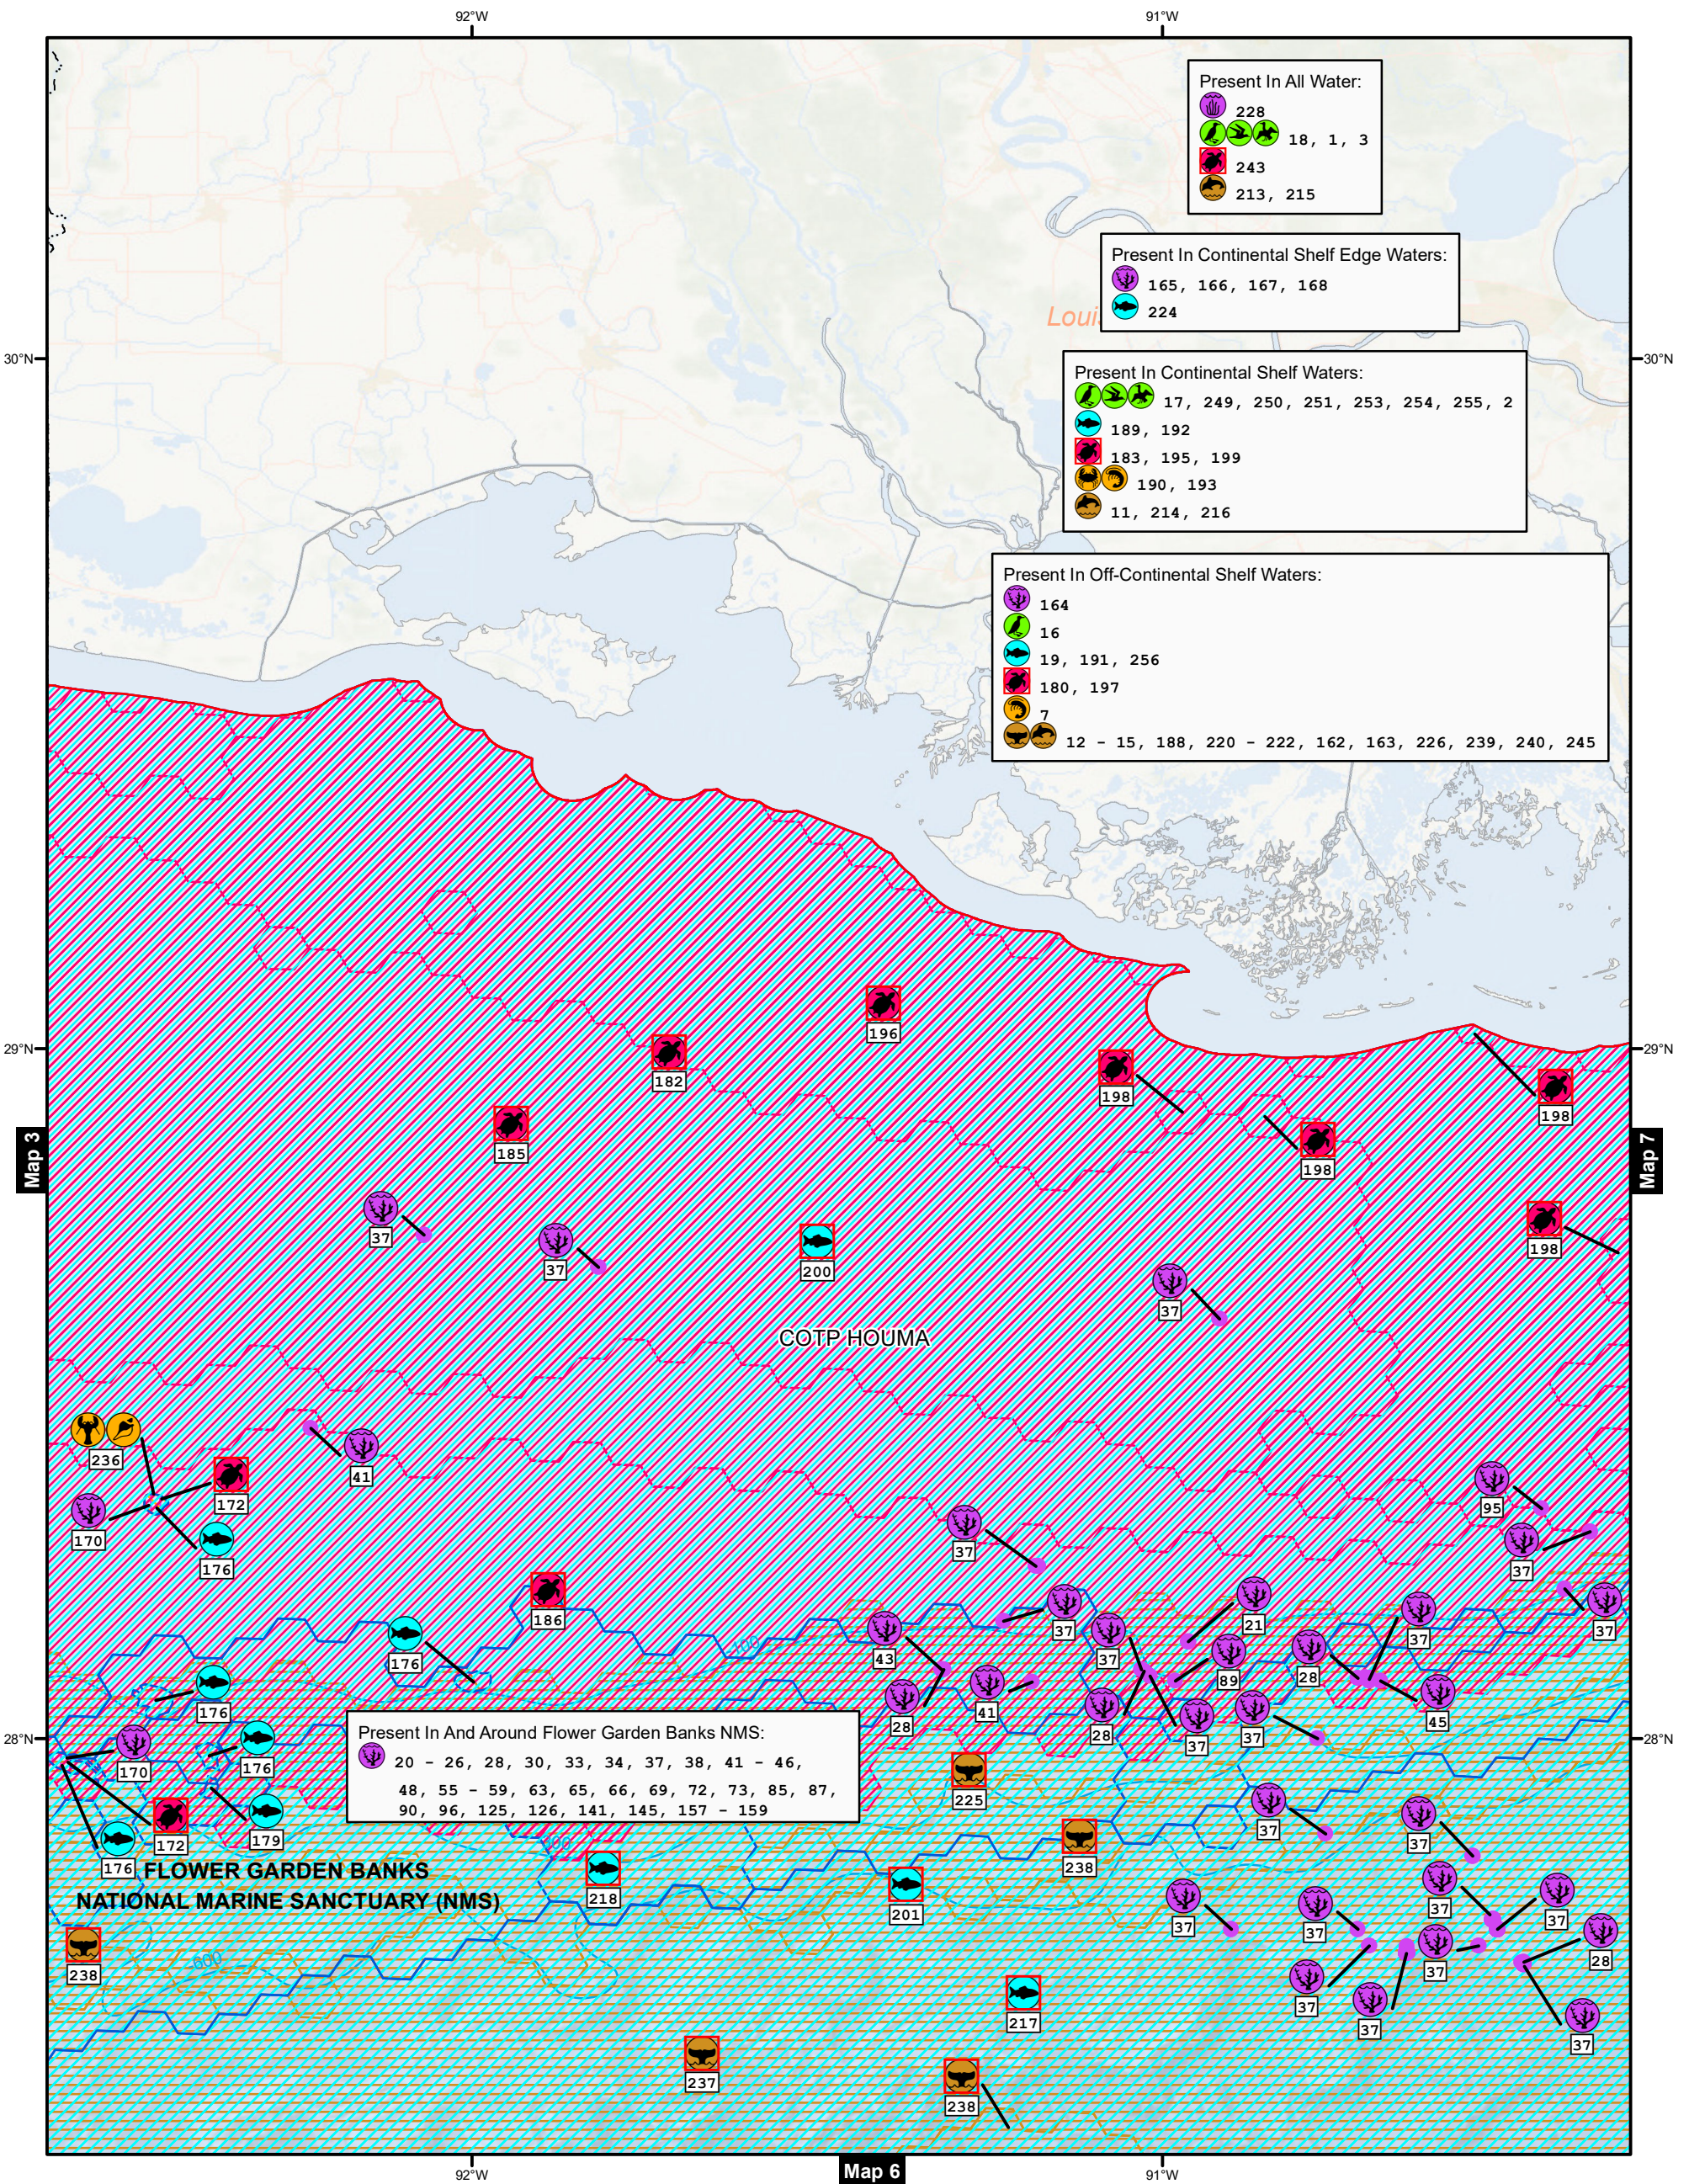 92°W
91°W
Present In All Water:
228
18, 1, 3
243
213, 215
Present In Continental Shelf Edge Waters:
165, 166, 167, 168
224
Loui
30°N
30°N
Present In Continental Shelf Waters:
17, 249, 250, 251, 253, 254, 255, 2
189, 192
183, 195, 199
190, 193
11, 214, 216
Present In Off-Continental Shelf Waters:
164
16
19, 191, 256
180, 197
7
12 - 15, 188, 220 - 222, 162, 163, 226, 239, 240, 245
196
29°N
29°N
182
198
198
185
198
Map 3
Map 7
37
198
37
200
37
COTP HOUMA
236
41
172
95
170
37
176
37
186
21
37
37
37
-100
43
176
37
89
28
176
28
41
28
37
37
45
28°N
28°N
Present In And Around Flower Garden Banks NMS:
20 - 26, 28, 30, 33, 34, 37, 38, 41 - 46,
48, 55 - 59, 63, 65, 66, 69, 72, 73, 85, 87,
90, 96, 125, 126, 141, 145, 157 - 159
170
176
225
37
179
172
37
176
238
FLOWER GARDEN BANKS
NATIONAL MARINE SANCTUARY (NMS)
218
201
37
37
37
37
238
-600
37
28
37
217
37
37
237
238
92°W
Map 6
91°W